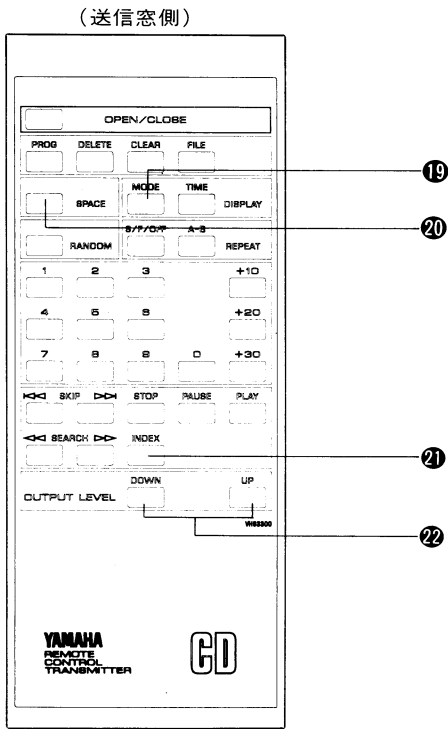 (送信窓側)
OPEN/CLOSE
PROG DELETE CLEAR FILE
MODE TIME
SPACE DISPLAY
S/F/O/P A-B
RANDOM REPEAT
1 2 3 +10
4 5 6 +20
7 8 9 0 +30
SKIP STOP PAUSE PLAY
SEARCH INDEX
DOWN UP
OUTPUT LEVEL
VH63300
YAMAHA
REMOTE
CONTROL
TRANSMITTER
CD
19
20
21
22